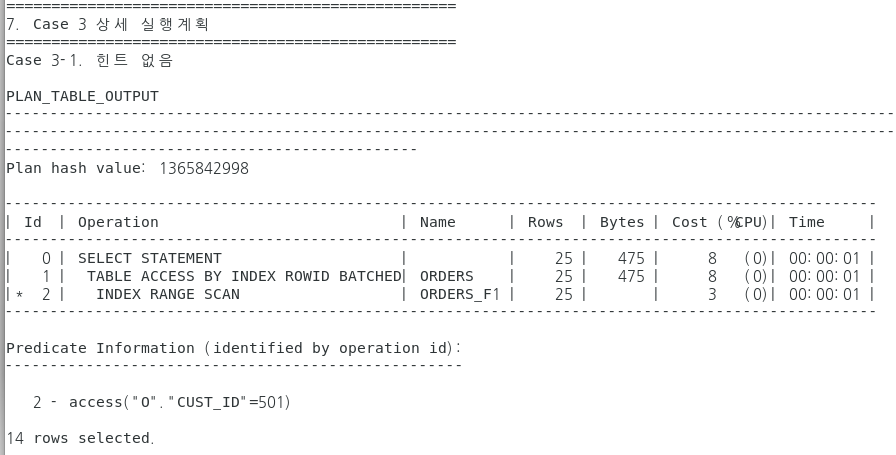 ==================================================
7. Case 3 상세 실행계획
==================================================
Case 3-1. 힌트 없음
PLAN_TABLE_OUTPUT
----------------------------------------------------------------------------------------------------
----------------------------------------------------------------------------------------------------
----------------------------------------------
Plan hash value: 1365842998
-------------------------------------------------------------------------------------------------
| Id | Operation | Name | Rows | Bytes | Cost (%CPU)| Time |
-------------------------------------------------------------------------------------------------
| 0 | SELECT STATEMENT | | 25 | 475 | 8 (0)| 00:00:01 |
| 1 | TABLE ACCESS BY INDEX ROWID BATCHED| ORDERS | 25 | 475 | 8 (0)| 00:00:01 |
|* 2 | INDEX RANGE SCAN | ORDERS_F1 | 25 | | 3 (0)| 00:00:01 |
-------------------------------------------------------------------------------------------------
Predicate Information (identified by operation id):
---------------------------------------------------
2 - access("O"."CUST_ID"=501)
14 rows selected.